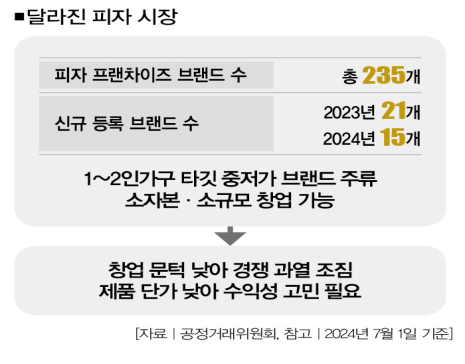 ■달라진 피자 시장
피자 프랜차이즈 브랜드 수 총 235개
신규 등록 브랜드 수 2023년 21개
2024년 15개
1~2인가구 타깃 중저가 브랜드 주류
소자본·소규모 창업 가능
창업 문턱 낮아 경쟁 과열 조짐
제품 단가 낮아 수익성 고민 필요
[자료 | 공정거래위원회, 참고 | 2024년 7월 1일 기준]